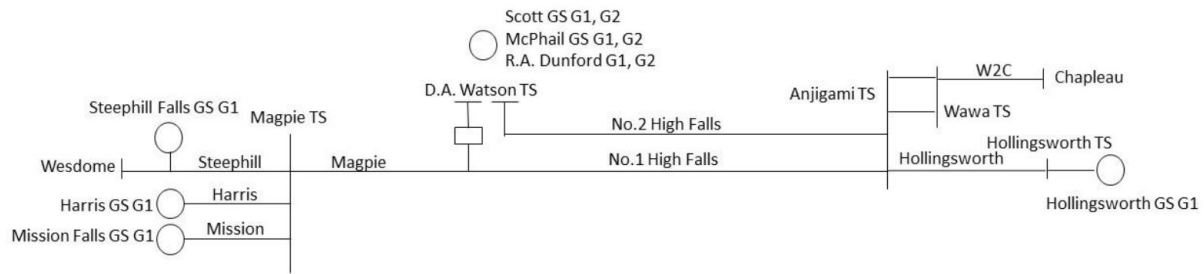 Scott GS G1, G2
McPhail GS G1, G2
R.A. Dunford G1, G2
D.A. Watson TS
Steephill Falls GS G1
Magpie TS
Anjigami TS
W2C
Chapleau
Wawa TS
No.2 High Falls
Hollingsworth TS
Wesdome
Steephill
Magpie
No.1 High Falls
Hollingsworth
Harris
Harris GS G1
Hollingsworth GS G1
Mission
Mission Falls GS G1